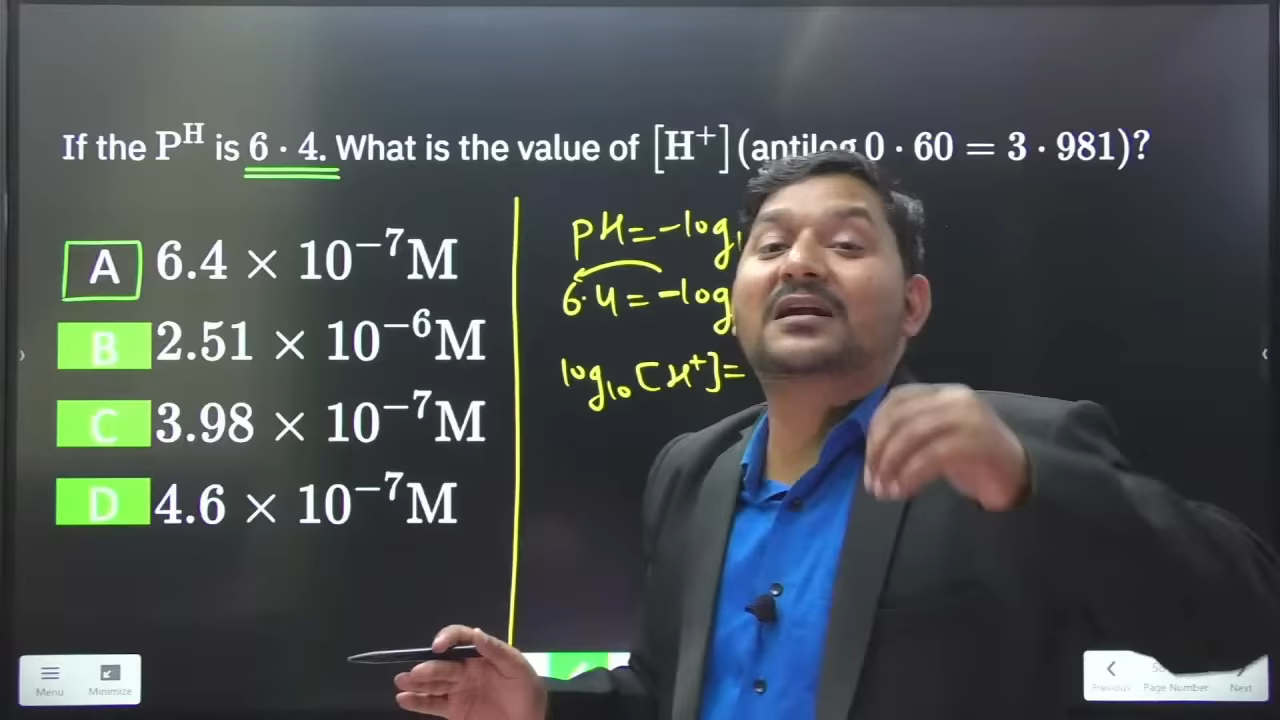 If the Pᴴ is 6 · 4. What is the value of [H⁺] (antilog 0 · 60 = 3 · 981)?
A 6.4 × 10⁻⁷M
B 2.51 × 10⁻⁶M
C 3.98 × 10⁻⁷M
D 4.6 × 10⁻⁷M
pH = -log
6.4 = -log
log₁₀[H⁺] =
Menu
Minimize
Previous
Page Number
Next